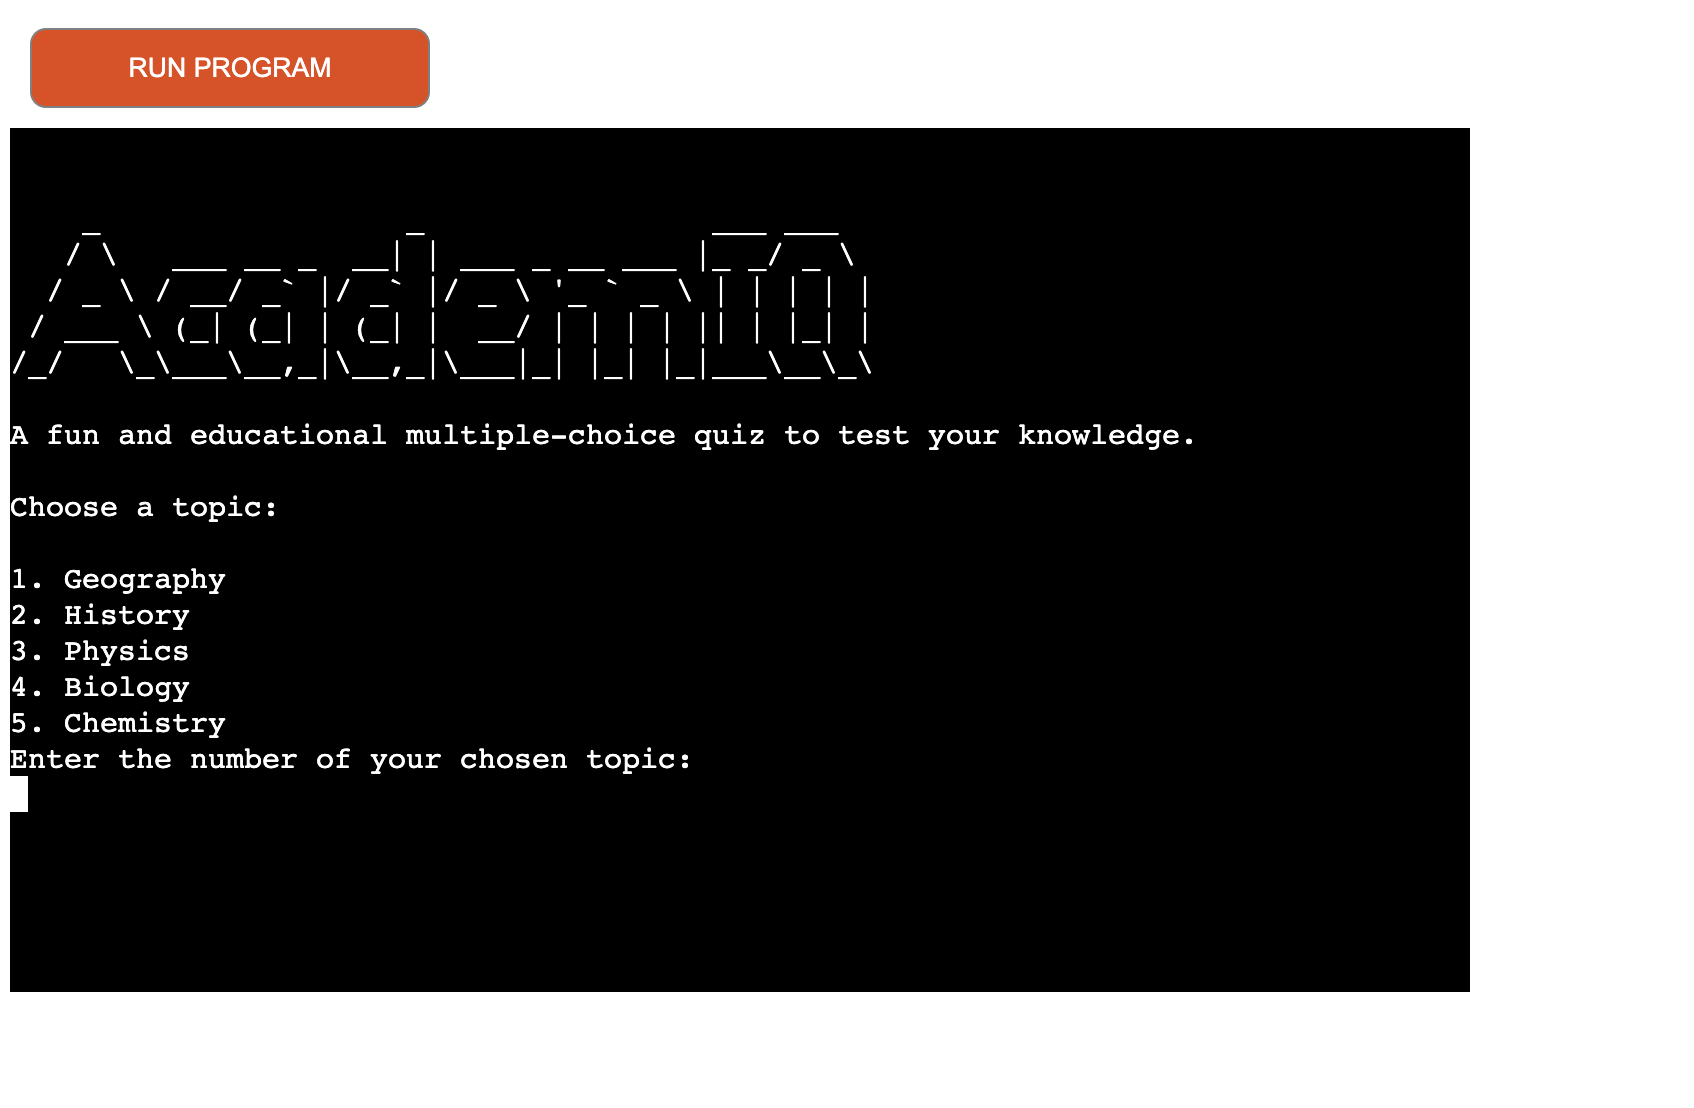 RUN PROGRAM
AcademIQ
A fun and educational multiple-choice quiz to test your knowledge.
Choose a topic:
1. Geography
2. History
3. Physics
4. Biology
5. Chemistry
Enter the number of your chosen topic: